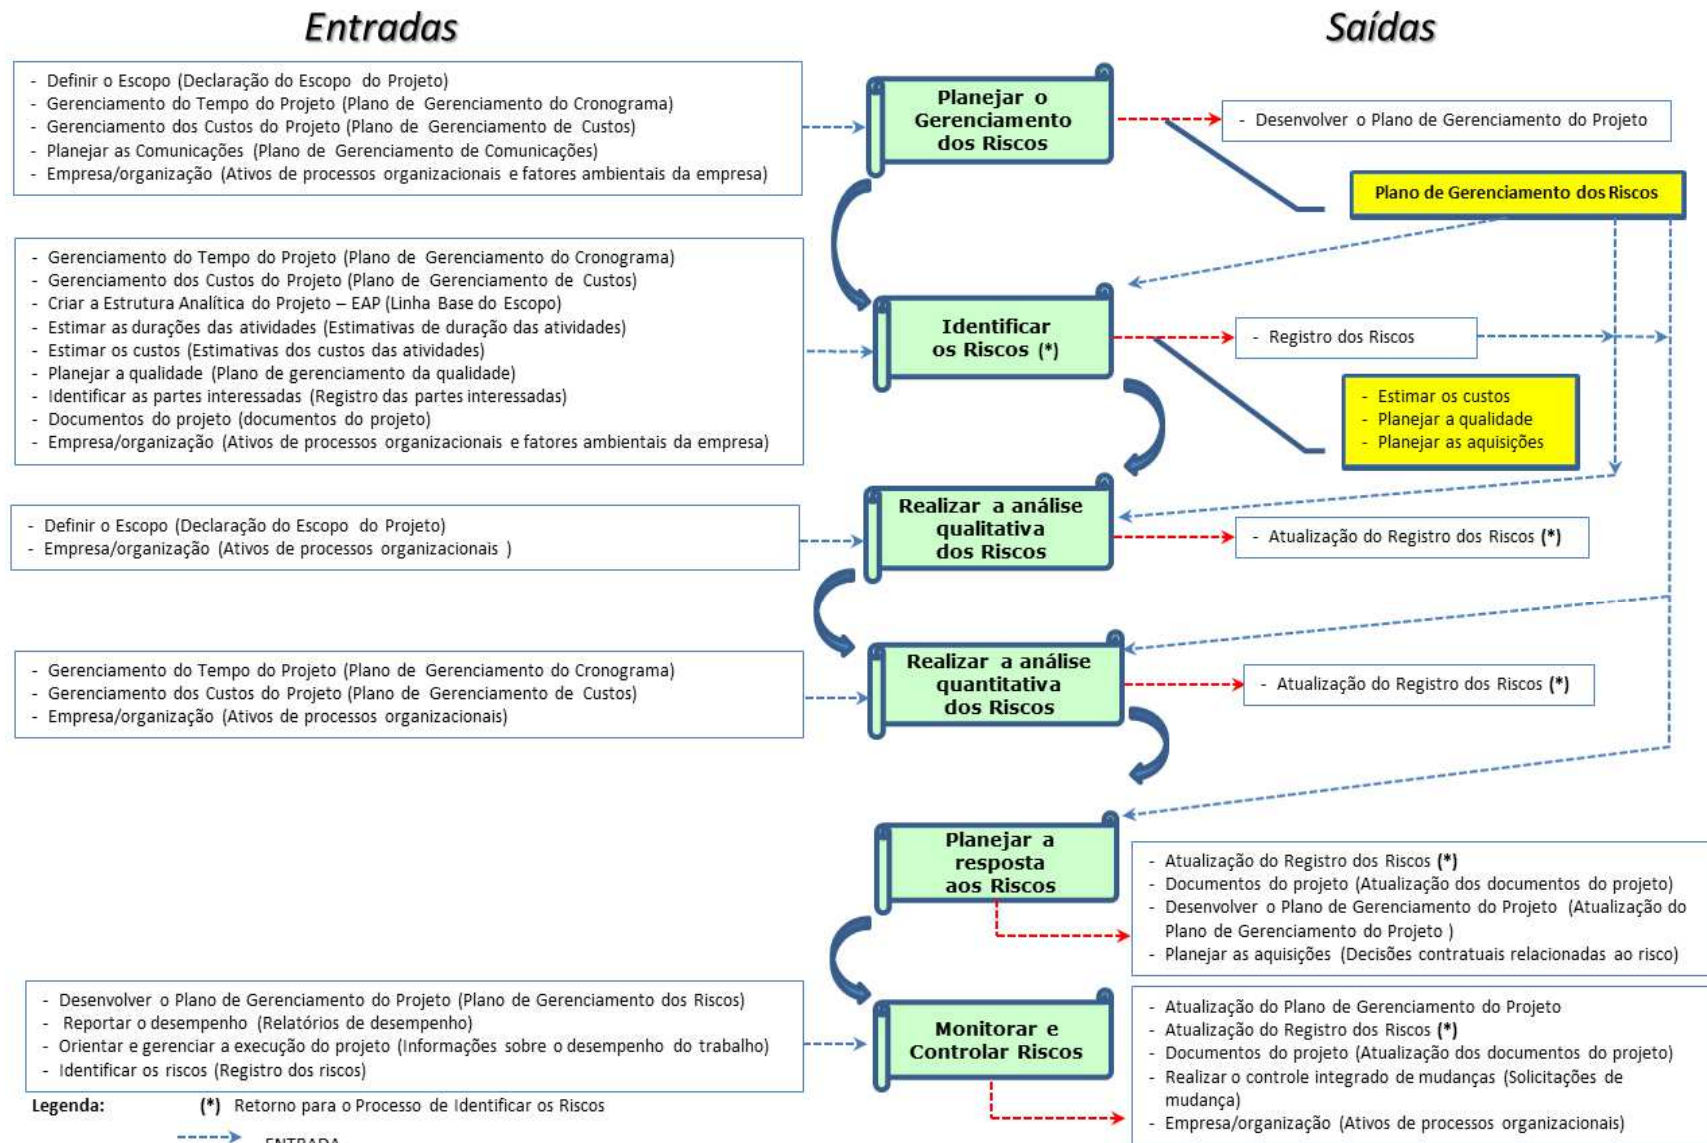 Entradas
Saídas
- Definir o Escopo (Declaração do Escopo do Projeto)
- Gerenciamento do Tempo do Projeto (Plano de Gerenciamento do Cronograma)
- Gerenciamento dos Custos do Projeto (Plano de Gerenciamento de Custos)
- Planejar as Comunicações (Plano de Gerenciamento de Comunicações)
- Empresa/organização (Ativos de processos organizacionais e fatores ambientais da empresa)
Planejar o
Gerenciamento
dos Riscos
- Desenvolver o Plano de Gerenciamento do Projeto
Plano de Gerenciamento dos Riscos
- Gerenciamento do Tempo do Projeto (Plano de Gerenciamento do Cronograma)
- Gerenciamento dos Custos do Projeto (Plano de Gerenciamento de Custos)
- Criar a Estrutura Analítica do Projeto – EAP (Linha Base do Escopo)
- Estimar as durações das atividades (Estimativas de duração das atividades)
- Estimar os custos (Estimativas dos custos das atividades)
- Planejar a qualidade (Plano de gerenciamento da qualidade)
- Identificar as partes interessadas (Registro das partes interessadas)
- Documentos do projeto (documentos do projeto)
- Empresa/organização (Ativos de processos organizacionais e fatores ambientais da empresa)
Identificar
os Riscos (*)
- Registro dos Riscos
- Estimar os custos
- Planejar a qualidade
- Planejar as aquisições
- Definir o Escopo (Declaração do Escopo do Projeto)
- Empresa/organização (Ativos de processos organizacionais )
Realizar a análise
qualitativa
dos Riscos
- Atualização do Registro dos Riscos (*)
- Gerenciamento do Tempo do Projeto (Plano de Gerenciamento do Cronograma)
- Gerenciamento dos Custos do Projeto (Plano de Gerenciamento de Custos)
- Empresa/organização (Ativos de processos organizacionais)
Realizar a análise
quantitativa
dos Riscos
- Atualização do Registro dos Riscos (*)
Planejar a
resposta
aos Riscos
- Atualização do Registro dos Riscos (*)
- Documentos do projeto (Atualização dos documentos do projeto)
- Desenvolver o Plano de Gerenciamento do Projeto (Atualização do
Plano de Gerenciamento do Projeto )
- Planejar as aquisições (Decisões contratuais relacionadas ao risco)
- Desenvolver o Plano de Gerenciamento do Projeto (Plano de Gerenciamento dos Riscos)
- Reportar o desempenho (Relatórios de desempenho)
- Orientar e gerenciar a execução do projeto (Informações sobre o desempenho do trabalho)
- Identificar os riscos (Registro dos riscos)
Monitorar e
Controlar Riscos
- Atualização do Plano de Gerenciamento do Projeto
- Atualização do Registro dos Riscos (*)
- Documentos do projeto (Atualização dos documentos do projeto)
- Realizar o controle integrado de mudanças (Solicitações de
mudança)
- Empresa/organização (Ativos de processos organizacionais)
Legenda: (*) Retorno para o Processo de Identificar os Riscos
ENTRADA